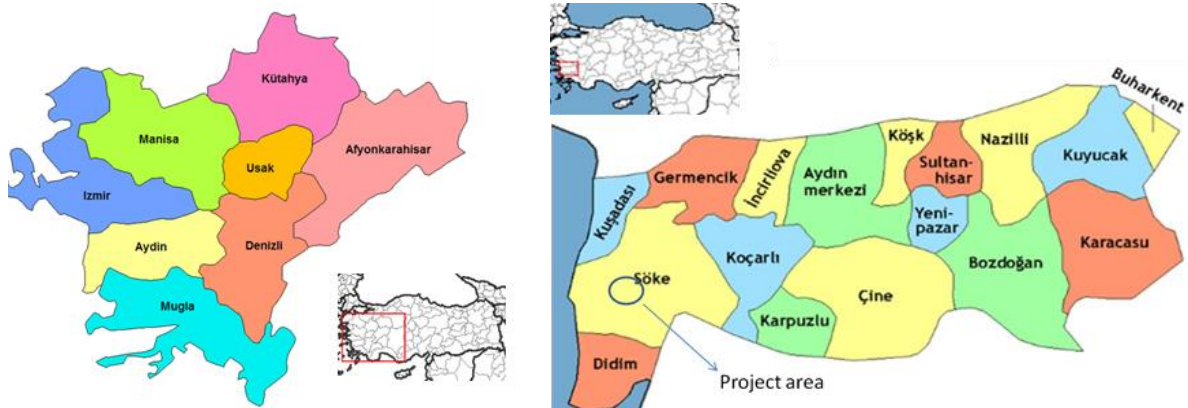 Kütahya
Manisa
Usak
Afyonkarahisar
Izmir
Aydin
Denizli
Mugla
Buharkent
Köşk
Nazilli
Kuyucak
Germencik
İncirliova
Aydın
merkezi
Sultan-
hisar
Kuşadası
Yeni-
pazar
Karacasu
Koçarlı
Bozdoğan
Söke
Çine
Karpuzlu
Didim
Project area